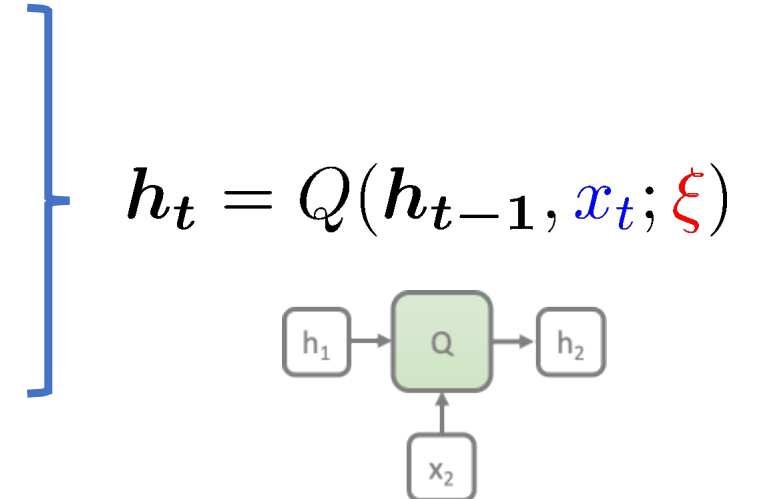 h_t = Q(h_{t-1}, x_t; ξ)
h₁ Q h₂
x₂